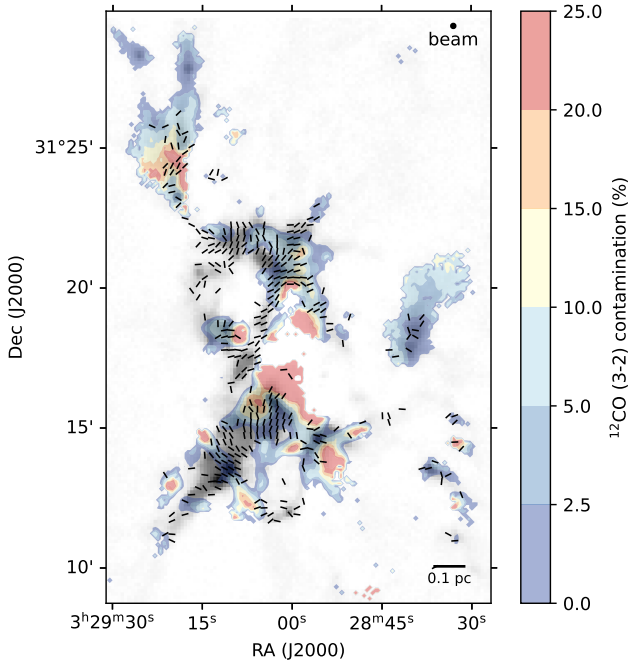 beam
31°25'
20'
15'
10'
Dec (J2000)
0.1 pc
3ʰ29ᵐ30ˢ 15ˢ 00ˢ 28ᵐ45ˢ 30ˢ
RA (J2000)
25.0
20.0
15.0
10.0
5.0
2.5
0.0
¹²CO (3-2) contamination (%)